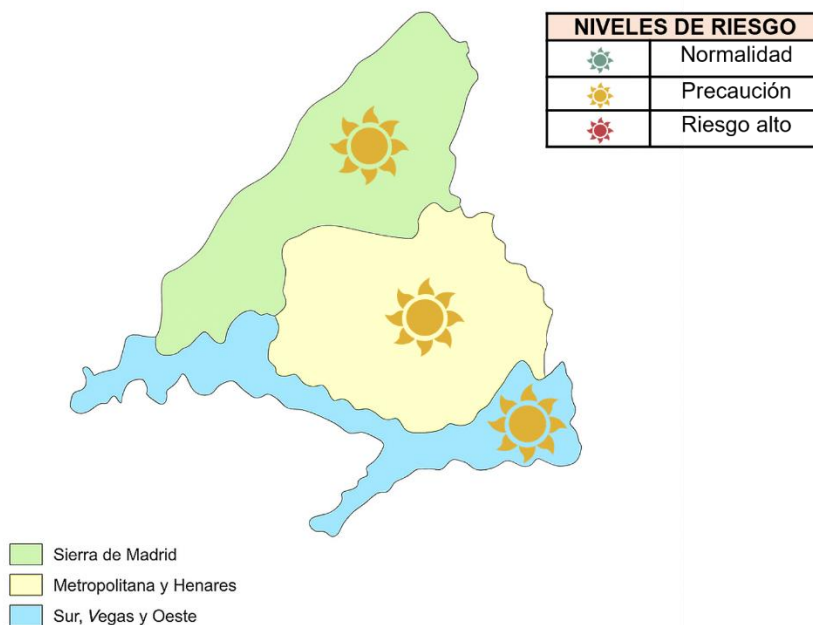 NIVELES DE RIESGO
Normalidad
Precaución
Riesgo alto
Sierra de Madrid
Metropolitana y Henares
Sur, Vegas y Oeste